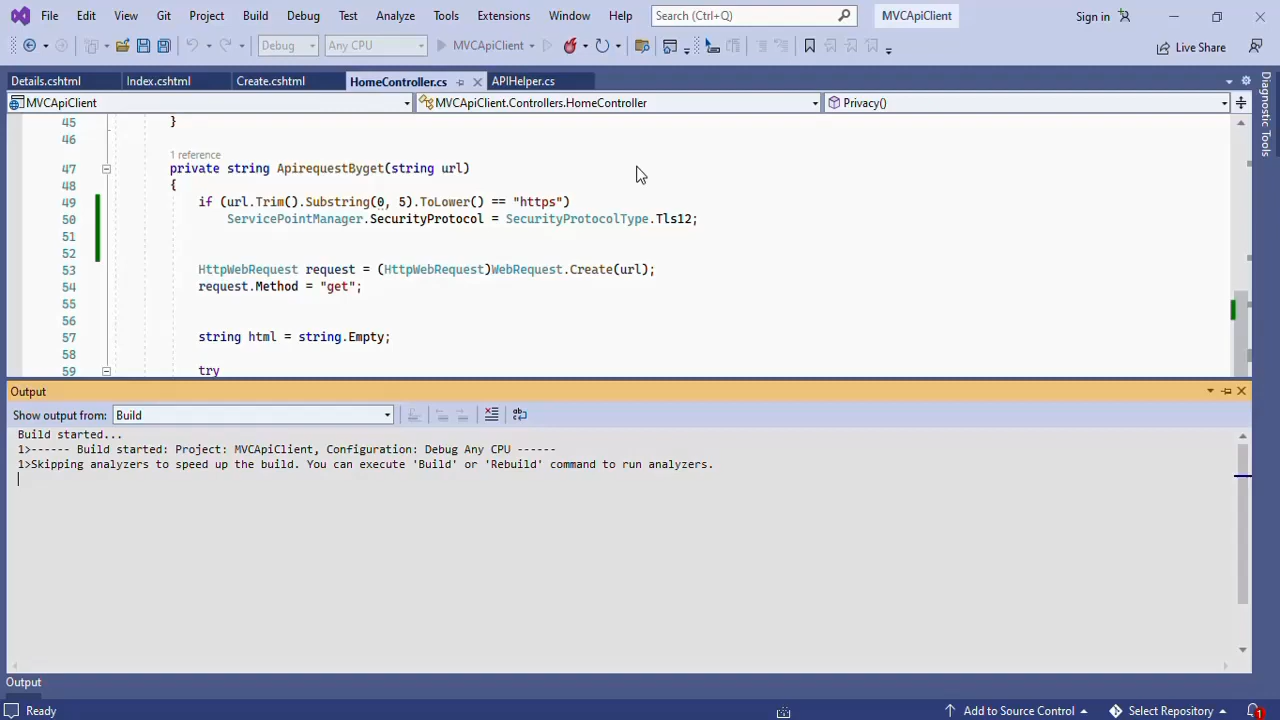 File Edit View Git Project Build Debug Test Analyze Tools Extensions Window Help Search (Ctrl+Q) MVCApiClient Sign in
Debug Any CPU MVCApiClient Live Share
Details.cshtml Index.cshtml Create.cshtml HomeController.cs APIHelper.cs
MVCApiClient MVCApiClient.Controllers.HomeController Privacy()
Diagnostic Tools
45 }
46
1 reference
47 private string ApirequestByget(string url)
48 {
49 if (url.Trim().Substring(0, 5).ToLower() == "https")
50 ServicePointManager.SecurityProtocol = SecurityProtocolType.Tls12;
51
52
53 HttpWebRequest request = (HttpWebRequest)WebRequest.Create(url);
54 request.Method = "get";
55
56
57 string html = string.Empty;
58
59 try
Output
Show output from: Build
Build started...
1>------ Build started: Project: MVCApiClient, Configuration: Debug Any CPU ------
1>Skipping analyzers to speed up the build. You can execute 'Build' or 'Rebuild' command to run analyzers.
Output
Ready Add to Source Control Select Repository 1